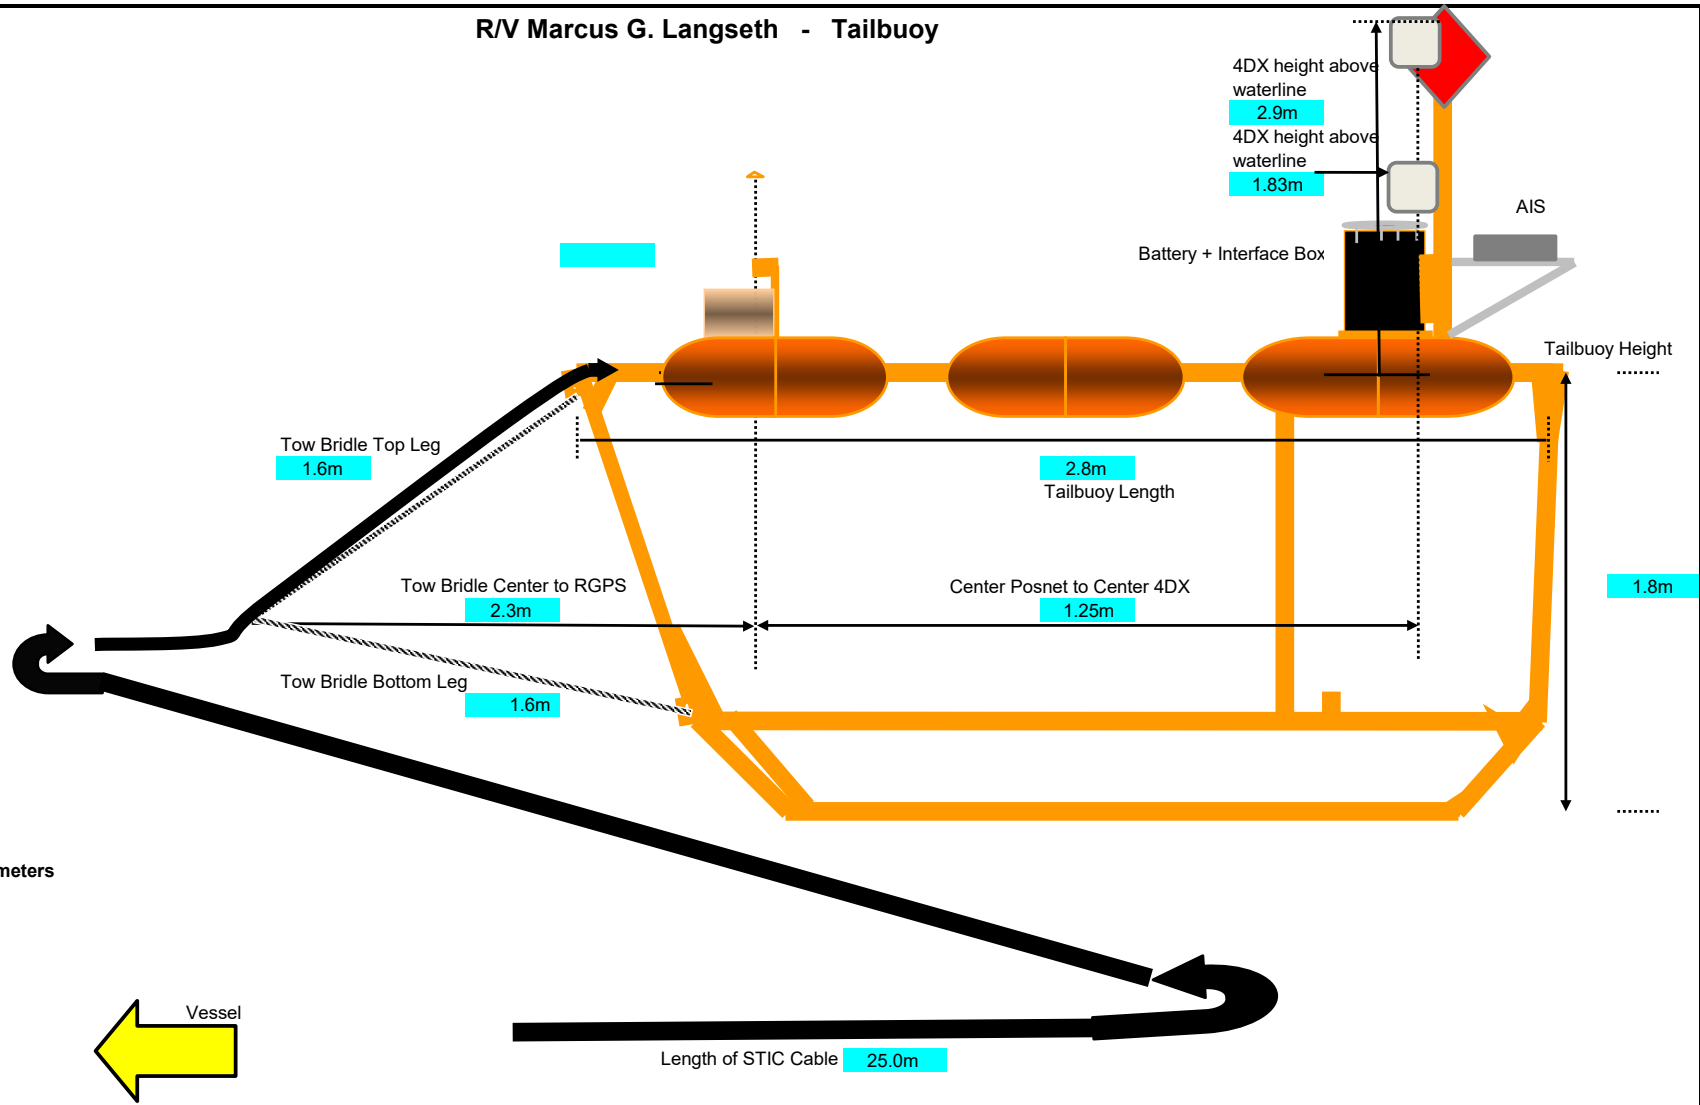 R/V Marcus G. Langseth - Tailbuoy
4DX height above
waterline
2.9m
4DX height above
waterline
1.83m
AIS
Battery + Interface Box
Tailbuoy Height
Tow Bridle Top Leg
1.6m
2.8m
Tailbuoy Length
Tow Bridle Center to RGPS
2.3m
Center Posnet to Center 4DX
1.25m
1.8m
Tow Bridle Bottom Leg
1.6m
meters
Vessel
Length of STIC Cable 25.0m